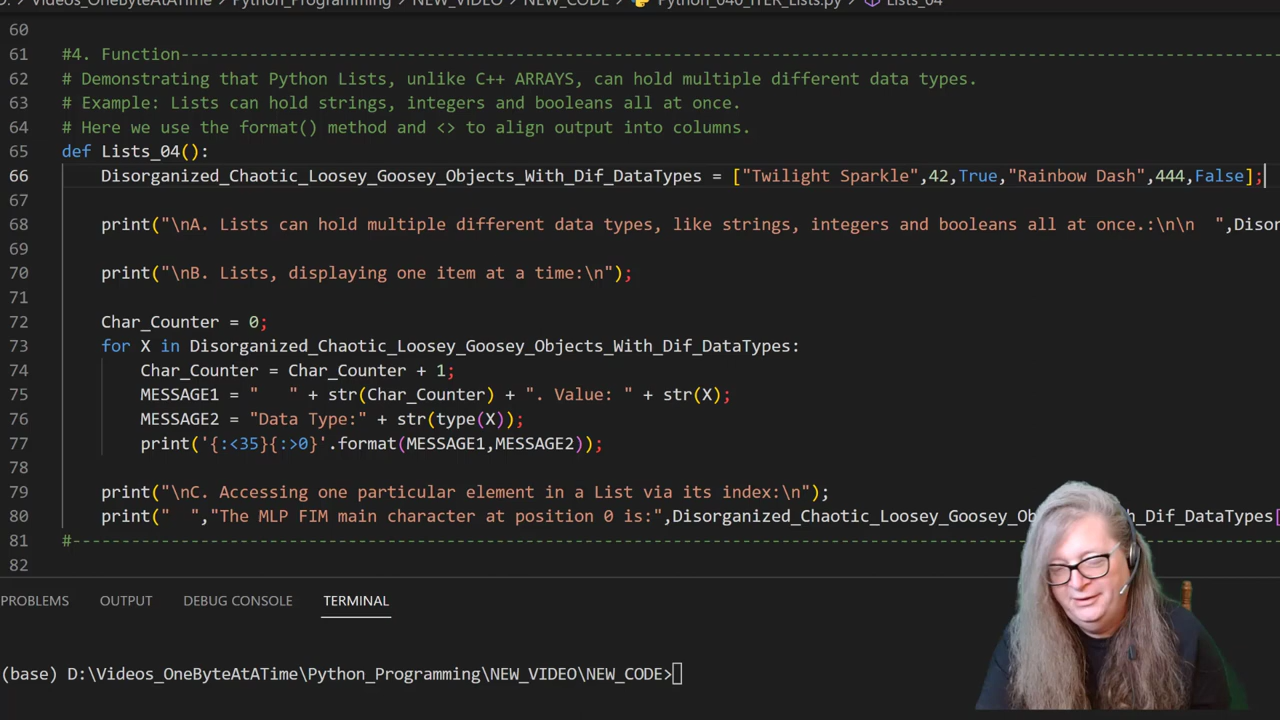 D: > Videos_OneByteAtATime > Python_Programming > NEW_VIDEO > NEW_CODE > Python_040_ITER_Lists.py > Lists_04
60
61 #4. Function---------------------------------------------------------------------------------------------------------------
62 # Demonstrating that Python Lists, unlike C++ ARRAYS, can hold multiple different data types.
63 # Example: Lists can hold strings, integers and booleans all at once.
64 # Here we use the format() method and <> to align output into columns.
65 def Lists_04():
66 Disorganized_Chaotic_Loosey_Goosey_Objects_With_Dif_DataTypes = ["Twilight Sparkle",42,True,"Rainbow Dash",444,False];
67
68 print("\nA. Lists can hold multiple different data types, like strings, integers and booleans all at once.:\n\n  ",Disor
69
70 print("\nB. Lists, displaying one item at a time:\n");
71
72 Char_Counter = 0;
73 for X in Disorganized_Chaotic_Loosey_Goosey_Objects_With_Dif_DataTypes:
74 Char_Counter = Char_Counter + 1;
75 MESSAGE1 = "   " + str(Char_Counter) + ". Value: " + str(X);
76 MESSAGE2 = "Data Type:" + str(type(X));
77 print('{:<35}{:>0}'.format(MESSAGE1,MESSAGE2));
78
79 print("\nC. Accessing one particular element in a List via its index:\n");
80 print("  ","The MLP FIM main character at position 0 is:",Disorganized_Chaotic_Loosey_Goosey_Ob th_Dif_DataTypes[
81 #---------------------------------------------------------------------------------------------------
82
PROBLEMS OUTPUT DEBUG CONSOLE TERMINAL
(base) D:\Videos_OneByteAtATime\Python_Programming\NEW_VIDEO\NEW_CODE>